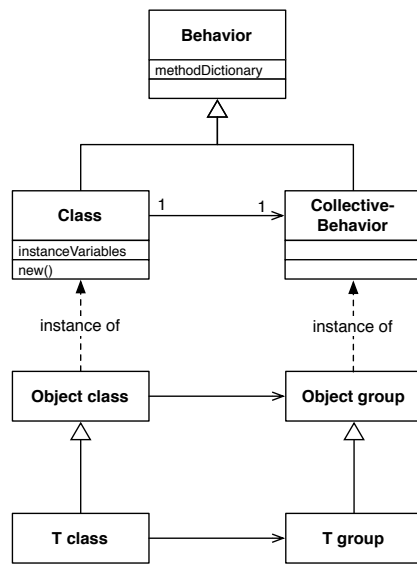 Behavior
methodDictionary
Class
1
1
Collective-
Behavior
instanceVariables
new()
instance of
instance of
Object class
Object group
T class
T group